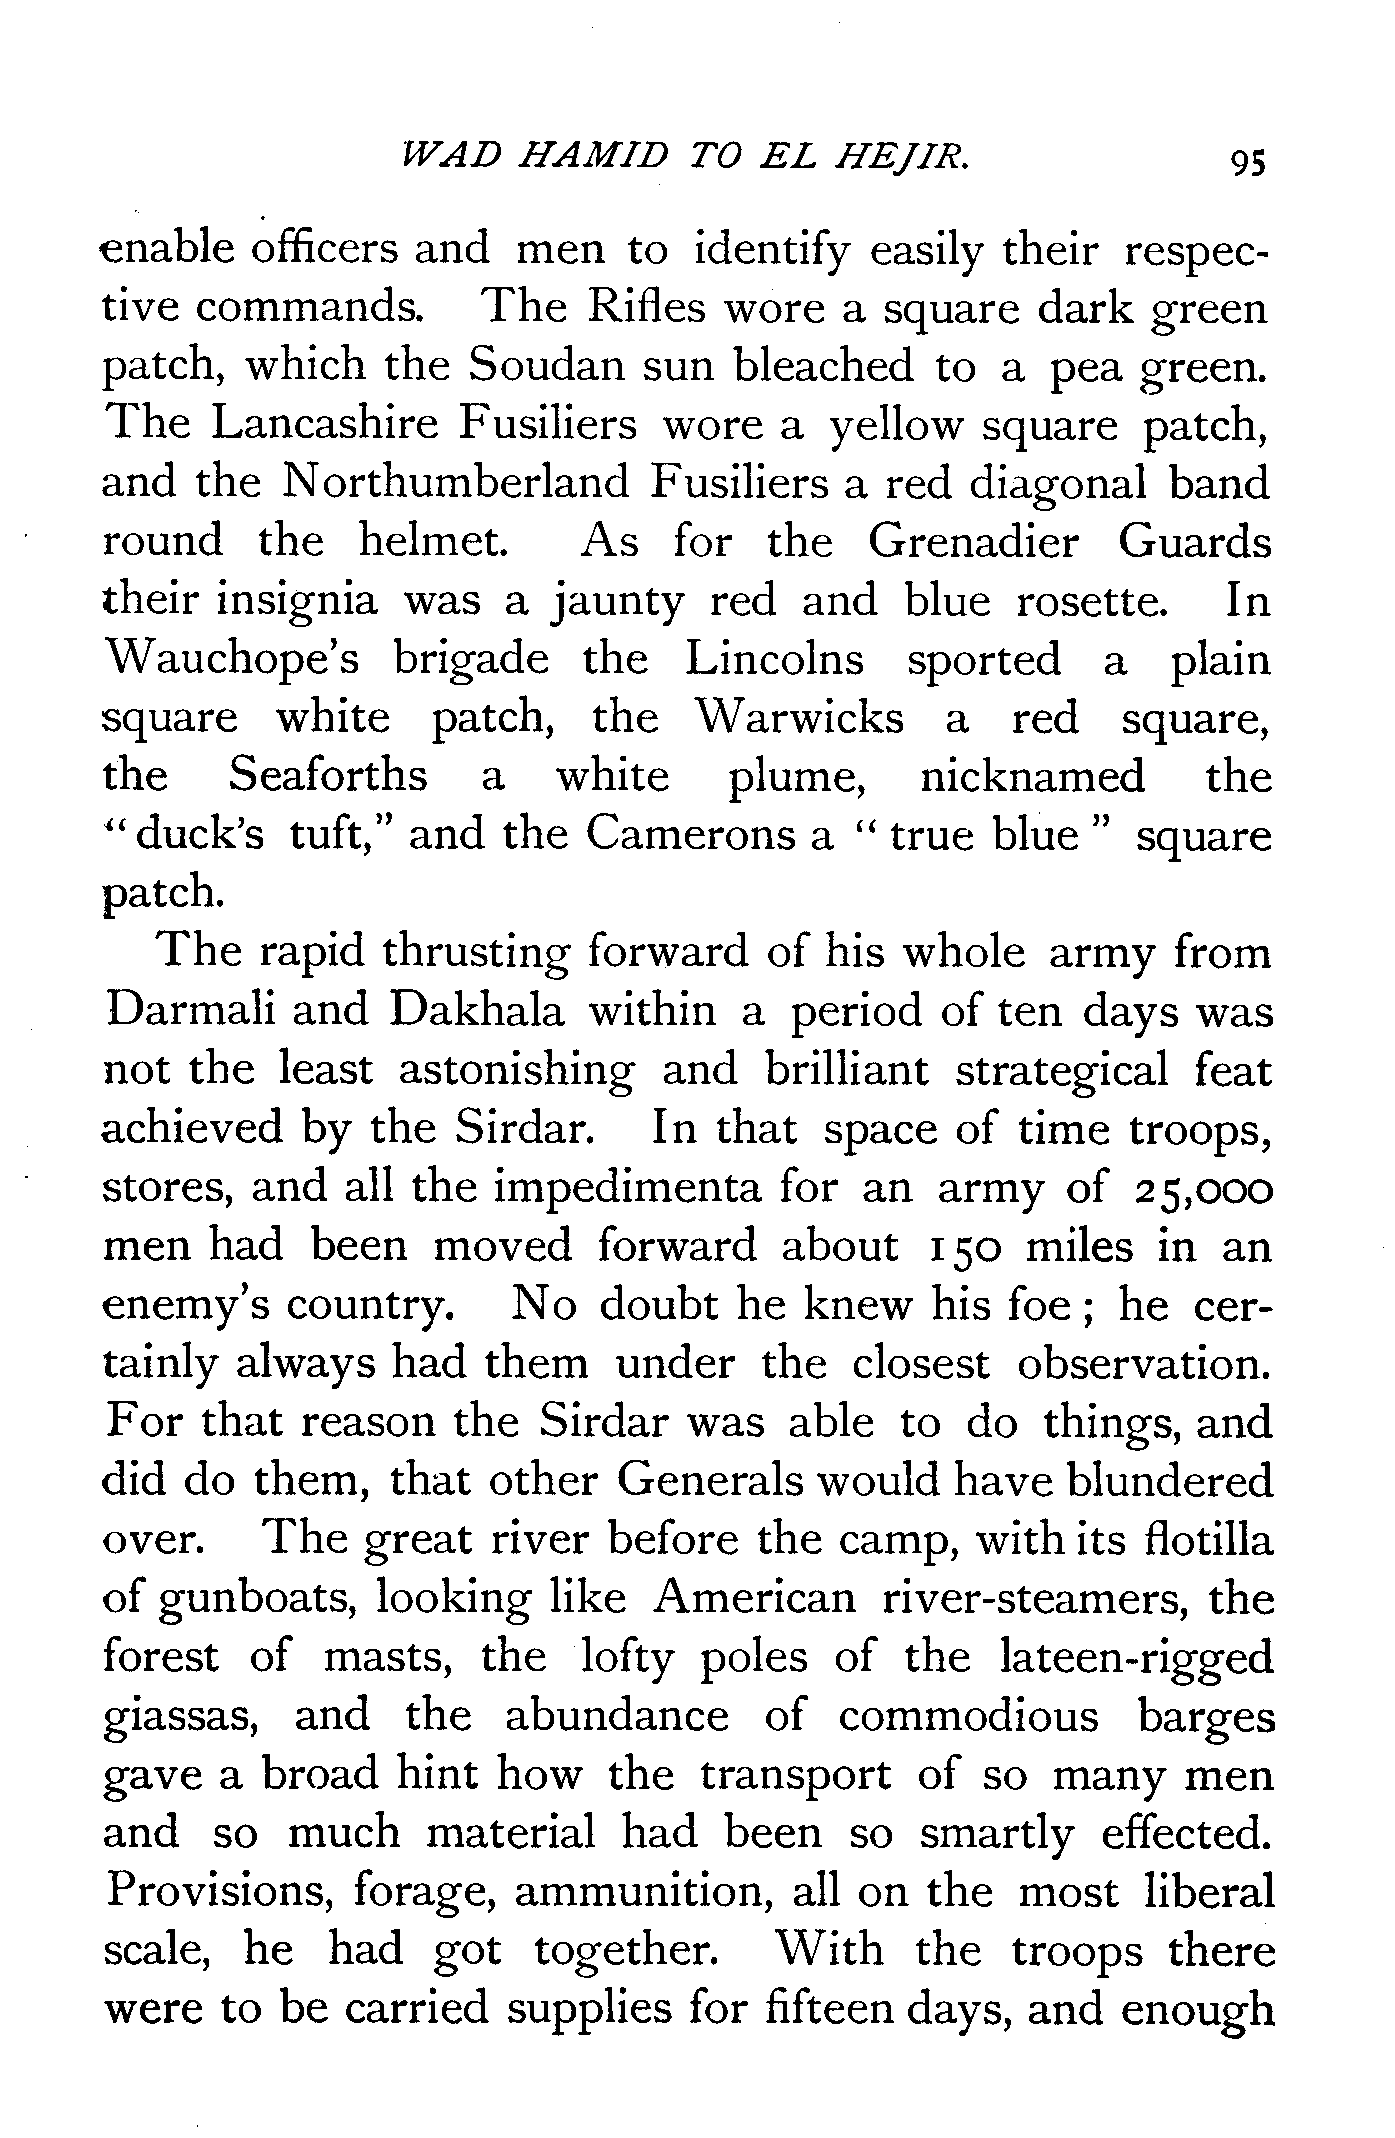 WAD HAMID TO EL HEJIR. 95
enable officers and men to identify easily their respec-
tive commands. The Rifles wore a square dark green
patch, which the Soudan sun bleached to a pea green.
The Lancashire Fusiliers wore a yellow square patch,
and the Northumberland Fusiliers a red diagonal band
round the helmet. As for the Grenadier Guards
their insignia was a jaunty red and blue rosette. In
Wauchope's brigade the Lincolns sported a plain
square white patch, the Warwicks a red square,
the Seaforths a white plume, nicknamed the
“duck's tuft,” and the Camerons a “true blue” square
patch.
The rapid thrusting forward of his whole army from
Darmali and Dakhala within a period of ten days was
not the least astonishing and brilliant strategical feat
achieved by the Sirdar. In that space of time troops,
stores, and all the impedimenta for an army of 25,000
men had been moved forward about 150 miles in an
enemy's country. No doubt he knew his foe; he cer-
tainly always had them under the closest observation.
For that reason the Sirdar was able to do things, and
did do them, that other Generals would have blundered
over. The great river before the camp, with its flotilla
of gunboats, looking like American river-steamers, the
forest of masts, the lofty poles of the lateen-rigged
giassas, and the abundance of commodious barges
gave a broad hint how the transport of so many men
and so much material had been so smartly effected.
Provisions, forage, ammunition, all on the most liberal
scale, he had got together. With the troops there
were to be carried supplies for fifteen days, and enough